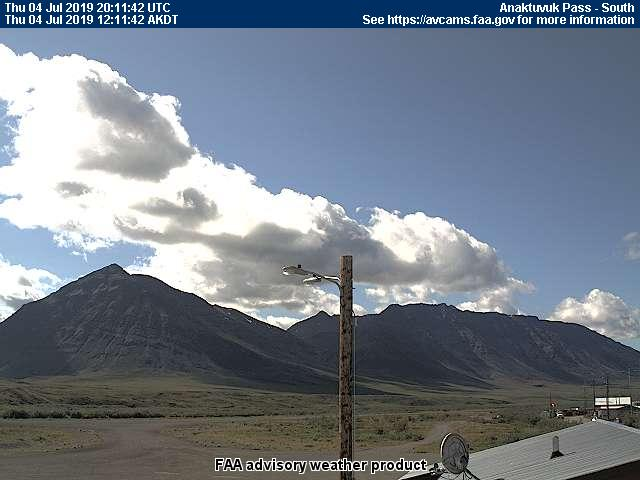 Thu 04 Jul 2019 20:11:42 UTC
Anaktuvuk Pass - South
Thu 04 Jul 2019 12:11:42 AKDT
See https://avcams.faa.gov for more information
FAA advisory weather product